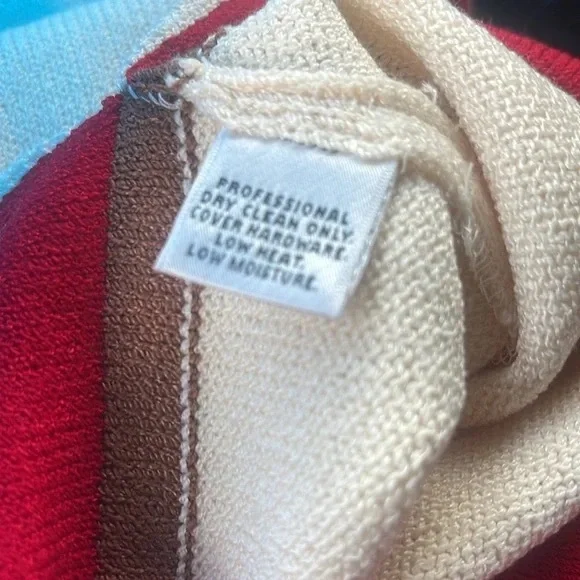 PROFESSIONAL
DRY CLEAN ONLY.
COVER HARDWARE.
LOW HEAT.
LOW MOISTURE.